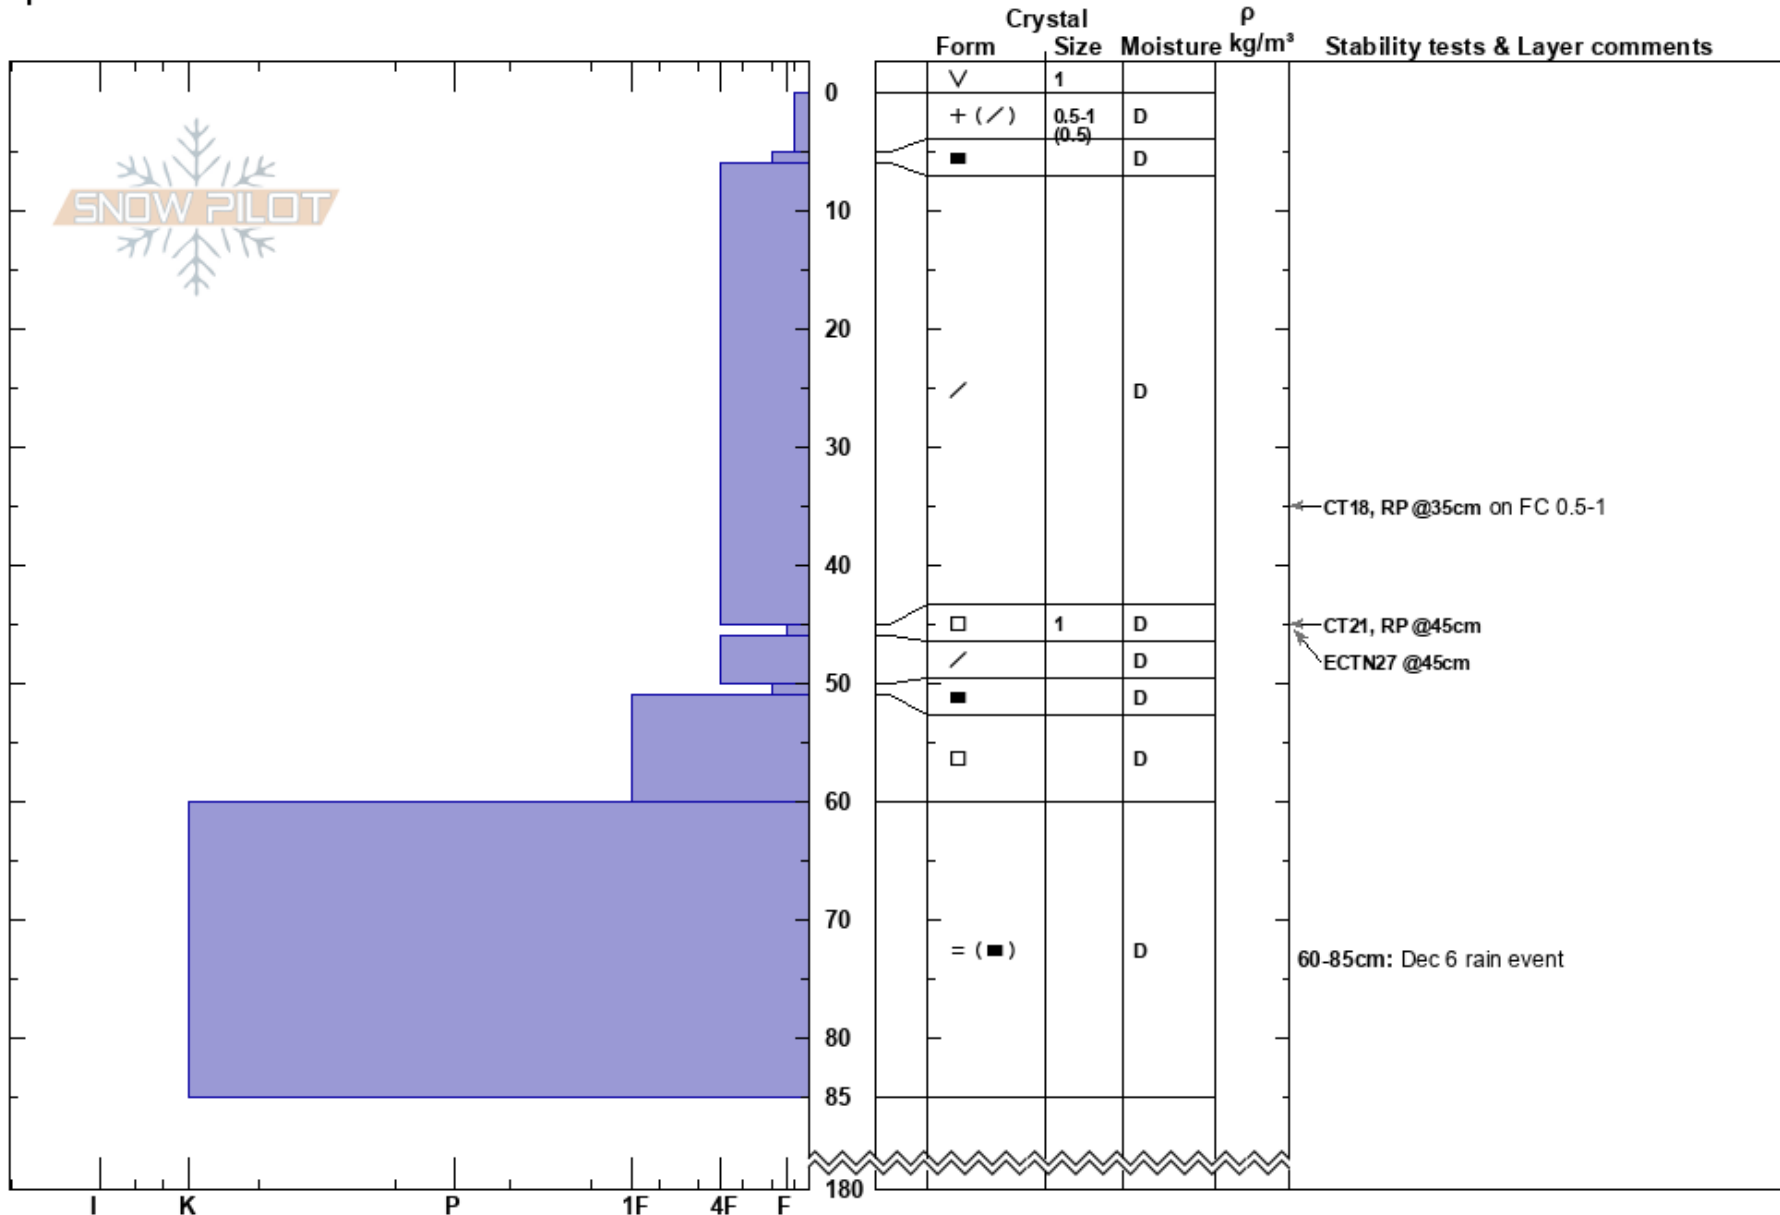 Crystal ρ
Form Size Moisture kg/m³ Stability tests & Layer comments
V 1
0
+ (/) 0.5-1 D
(0.5)
■ D
SNOW PILOT
10
20
/ D
30
CT18, RP @35cm on FC 0.5-1
40
□ 1 D CT21, RP @45cm
/ D ECTN27 @45cm
50
■ D
□ D
60
70
= (■) D 60-85cm: Dec 6 rain event
80
85
180
I K P 1F 4F F